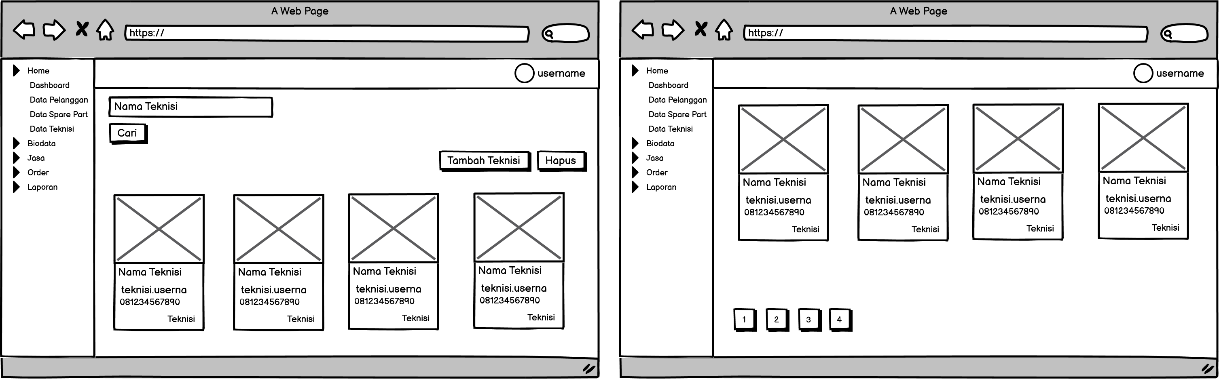 A Web Page
https://
username
Home
Dashboard
Data Pelanggan
Data Spare Part
Data Teknisi
Biodata
Jasa
Order
Laporan
Nama Teknisi
Cari
Tambah Teknisi
Hapus
Nama Teknisi
teknisi.userna
081234567890
Teknisi
Nama Teknisi
teknisi.userna
081234567890
Teknisi
Nama Teknisi
teknisi.userna
081234567890
Teknisi
Nama Teknisi
teknisi.userna
081234567890
Teknisi
A Web Page
https://
username
Home
Dashboard
Data Pelanggan
Data Spare Part
Data Teknisi
Biodata
Jasa
Order
Laporan
Nama Teknisi
teknisi.userna
081234567890
Teknisi
Nama Teknisi
teknisi.userna
081234567890
Teknisi
Nama Teknisi
teknisi.userna
081234567890
Teknisi
Nama Teknisi
teknisi.userna
081234567890
Teknisi
1 2 3 4